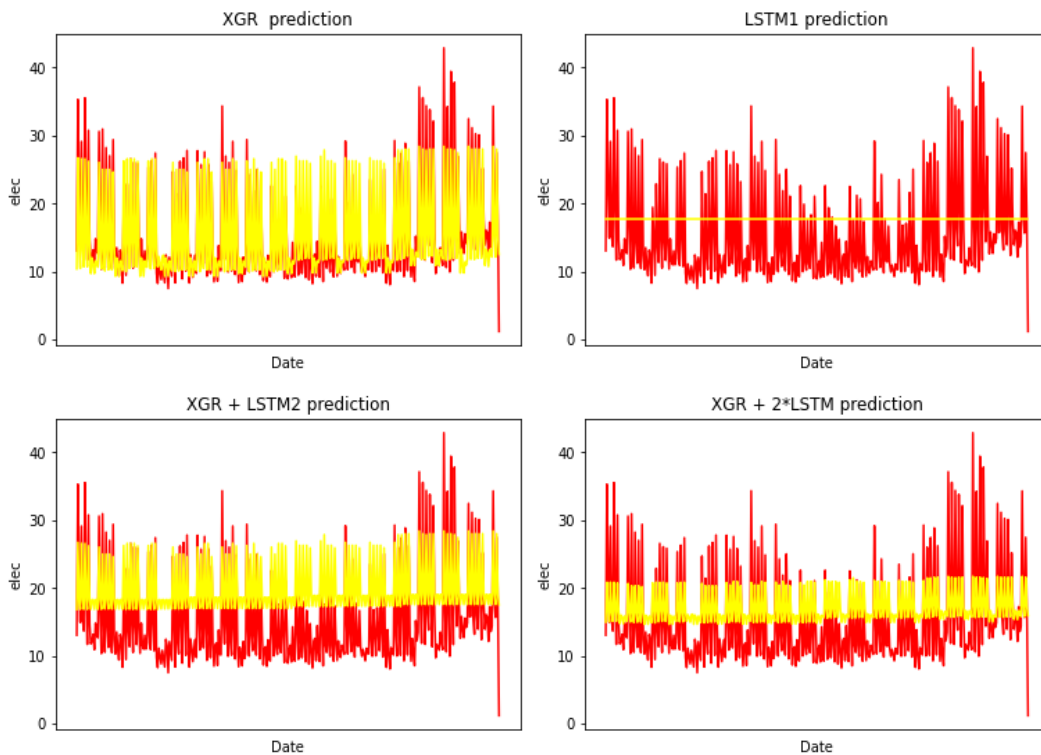 XGR  prediction
40
30
20
10
0
elec
Date
LSTM1 prediction
40
30
20
10
0
elec
Date
XGR + LSTM2 prediction
40
30
20
10
0
elec
Date
XGR + 2*LSTM prediction
40
30
20
10
0
elec
Date